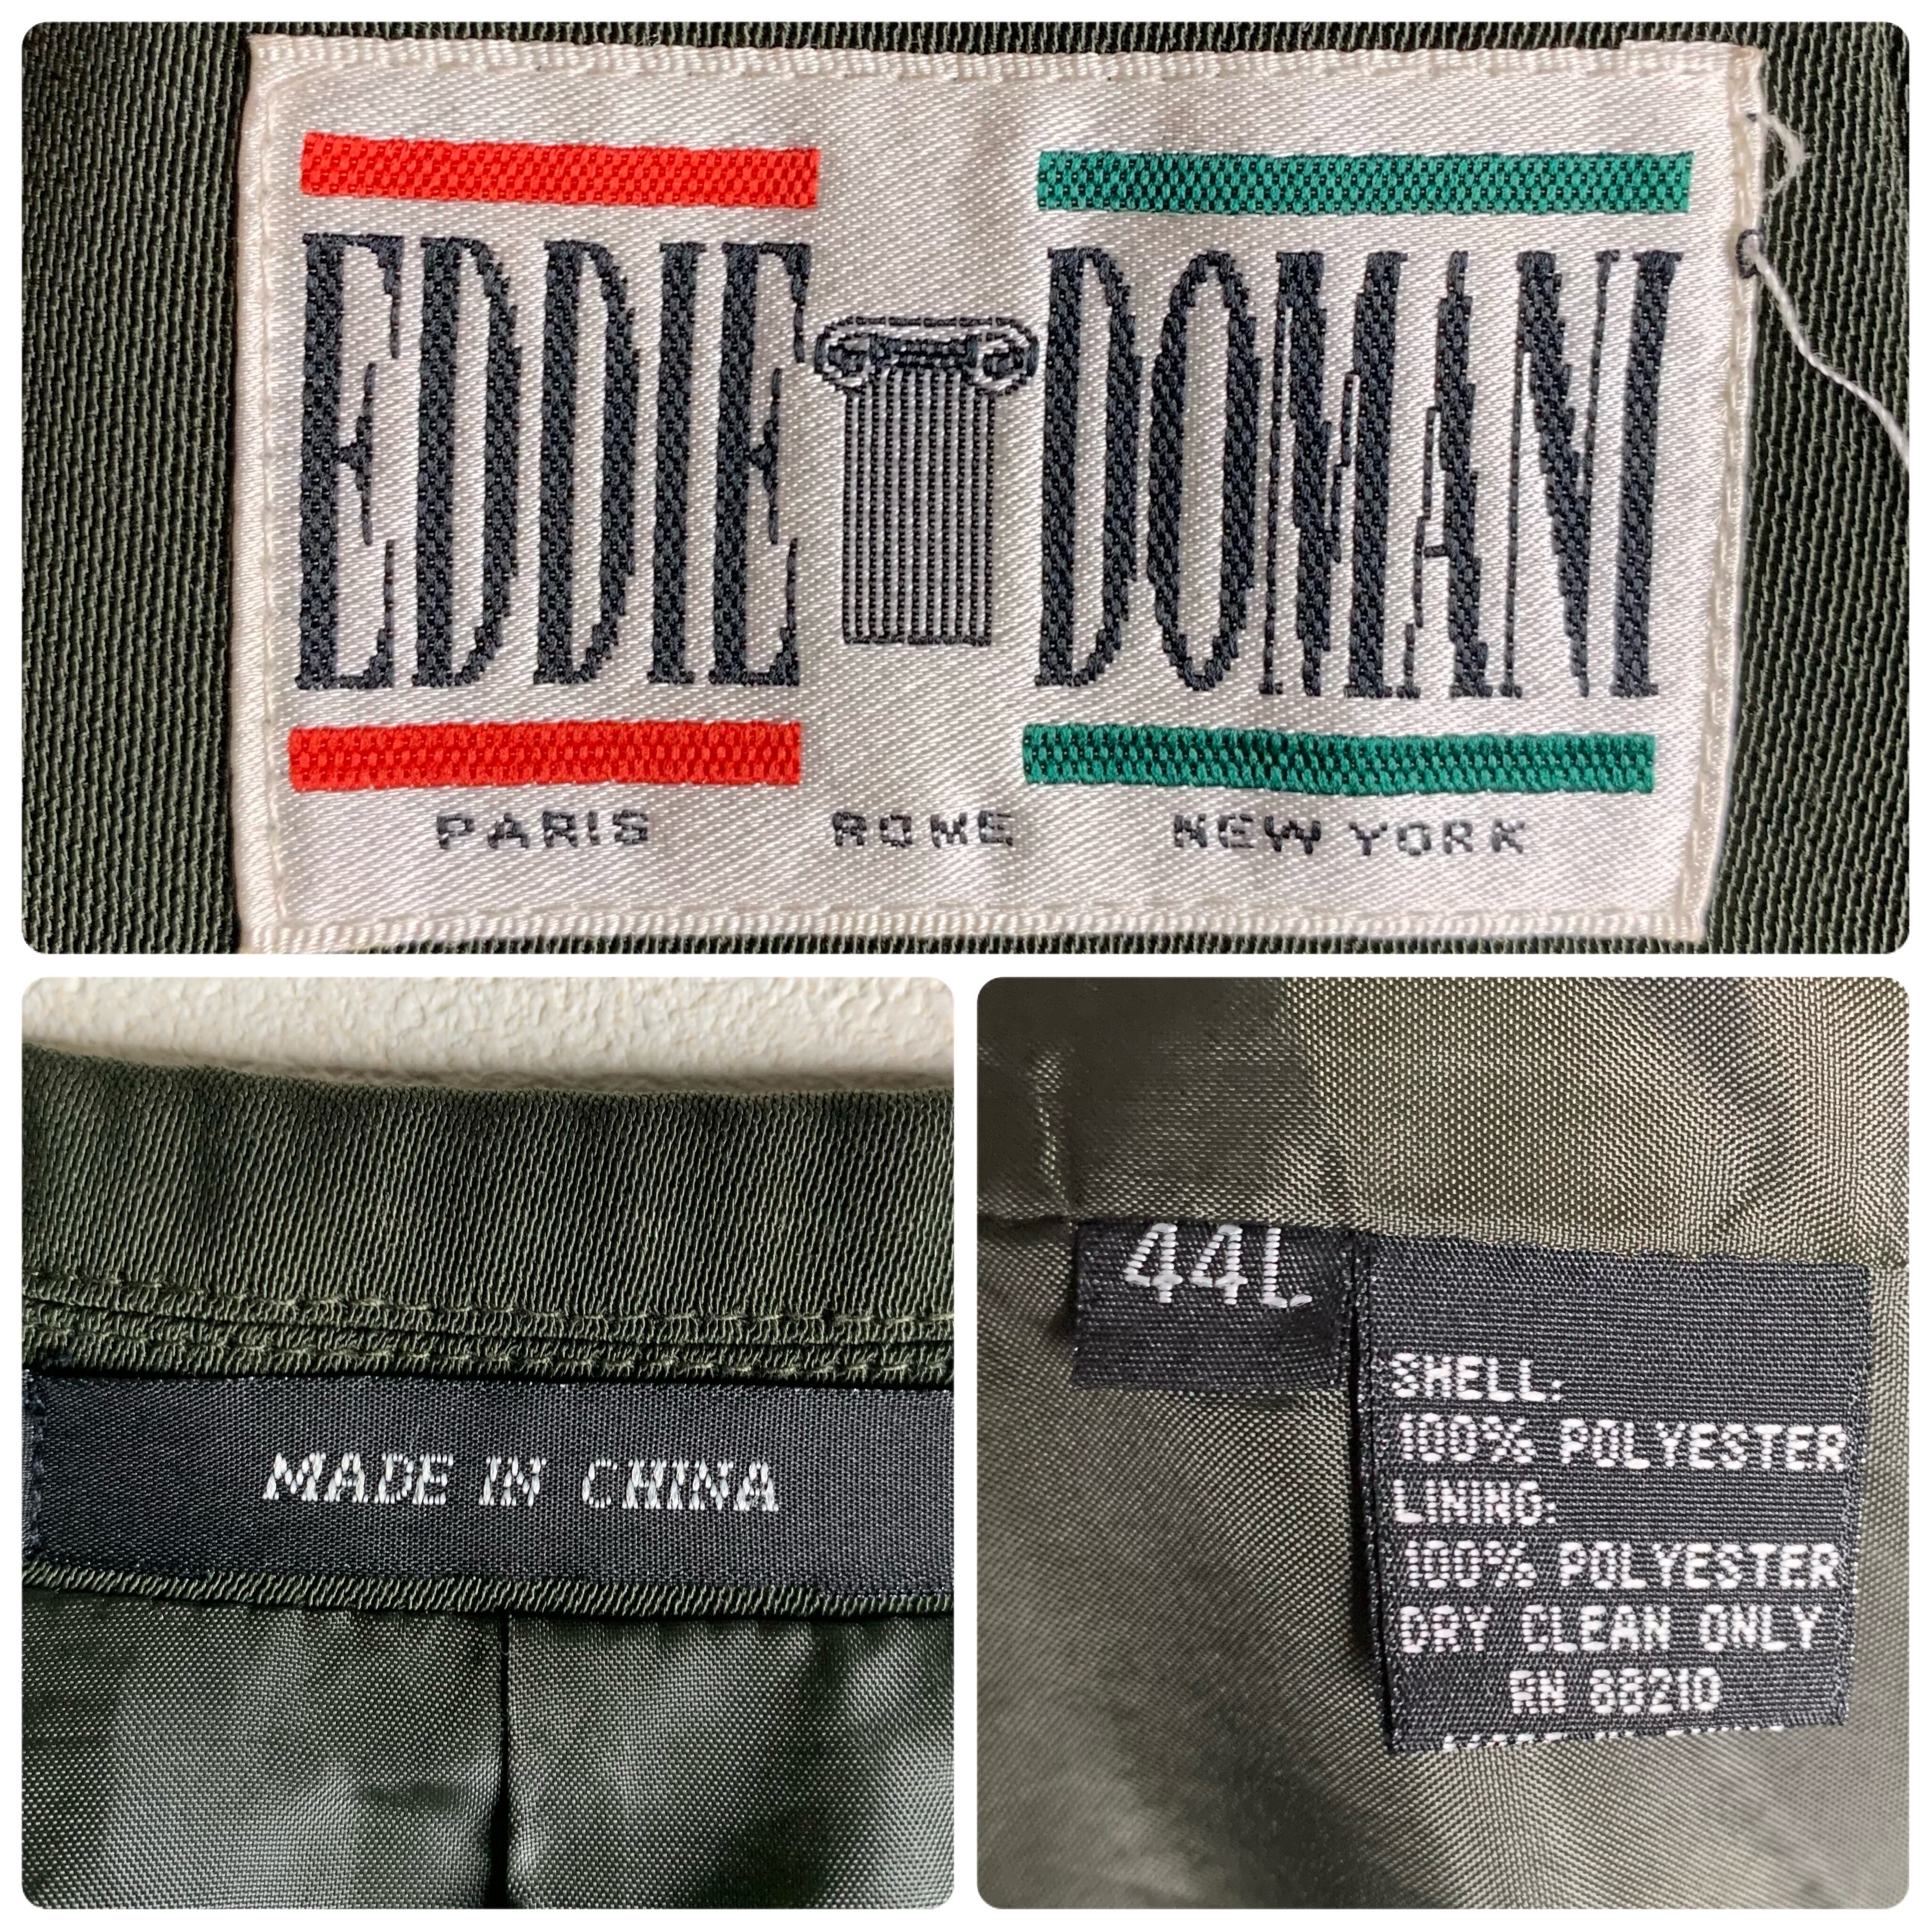 EDDIE DOMANI
PARIS ROME NEW YORK
MADE IN CHINA
44L
SHELL:
100% POLYESTER
LINING:
100% POLYESTER
DRY CLEAN ONLY
RN 88210